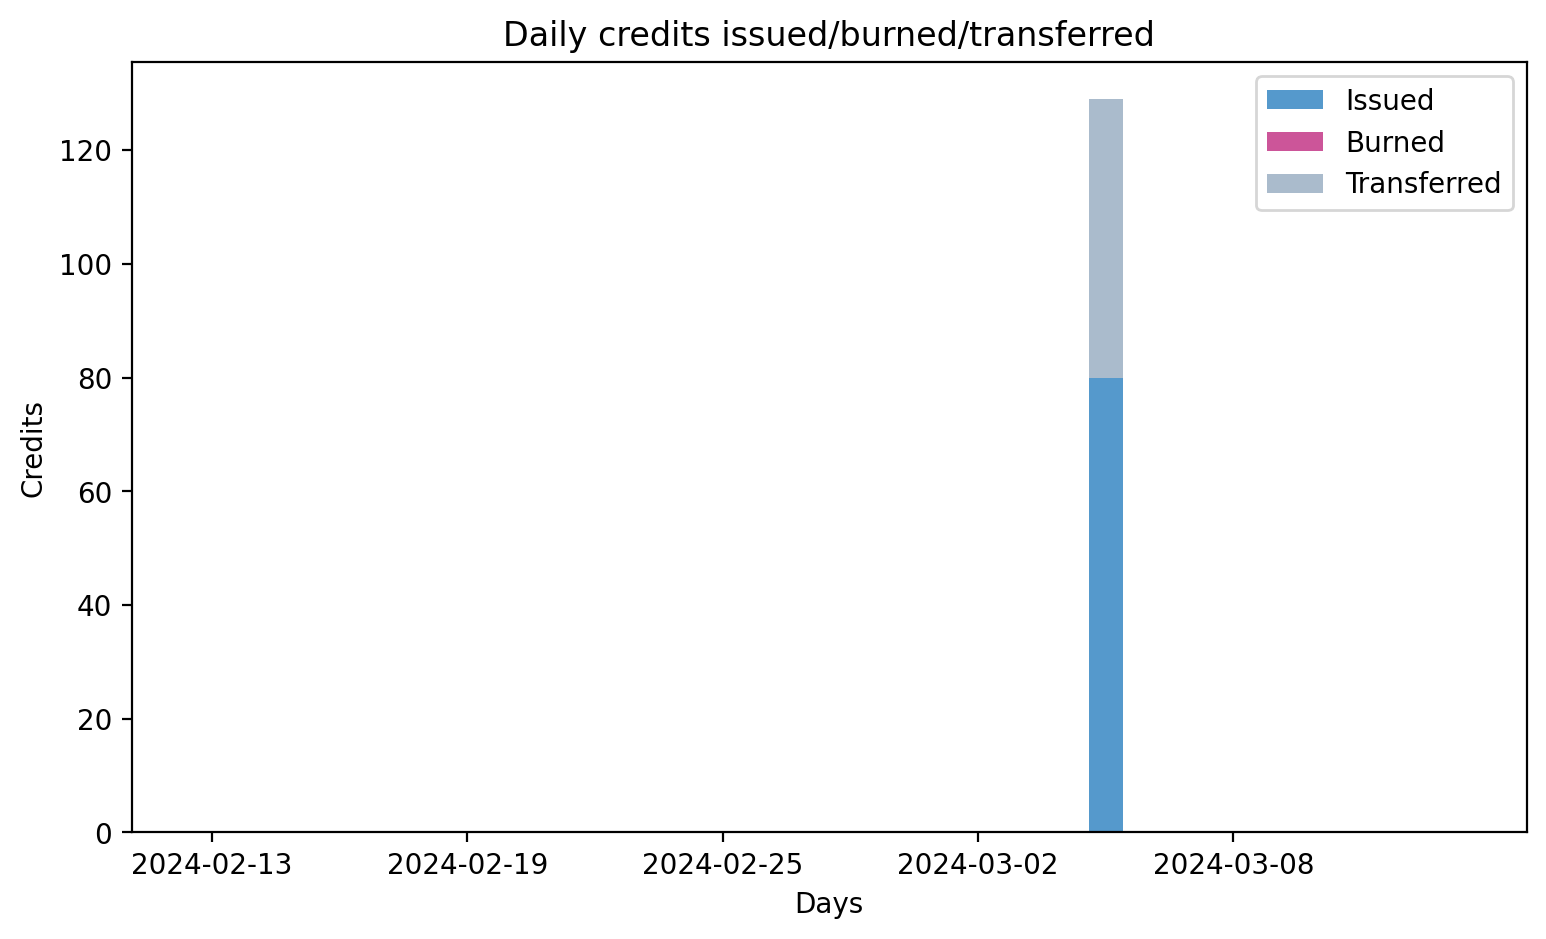 Daily credits issued/burned/transferred
Issued
Burned
Transferred
120
100
80
60
40
20
0
Credits
2024-02-13
2024-02-19
2024-02-25
2024-03-02
2024-03-08
Days